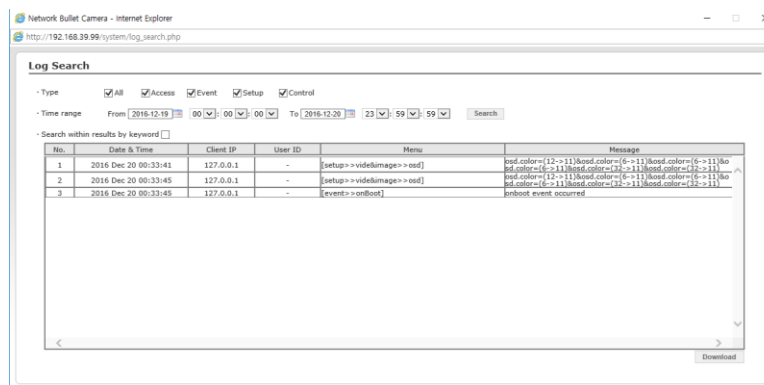 Network Bullet Camera - Internet Explorer
http://192.168.39.99/system/log_search.php
Log Search
· Type All Access Event Setup Control
· Time range From 2016-12-19 00 : 00 : 00 To 2016-12-20 23 : 59 : 59 Search
· Search within results by keyword
No. Date & Time Client IP User ID Menu Message
1 2016 Dec 20 00:33:41 127.0.0.1 - [setup>>vide&image>>osd] osd.color=(12->11)&osd.color=(6->11)&osd.color=(6->11)&o
sd.color=(6->11)&osd.color=(32->11)&osd.color=(32->11)
2 2016 Dec 20 00:33:45 127.0.0.1 - [setup>>vide&image>>osd] osd.color=(12->11)&osd.color=(6->11)&osd.color=(6->11)&o
sd.color=(6->11)&osd.color=(32->11)&osd.color=(32->11)
3 2016 Dec 20 00:33:45 127.0.0.1 - [event>>onBoot] onboot event occurred
Download